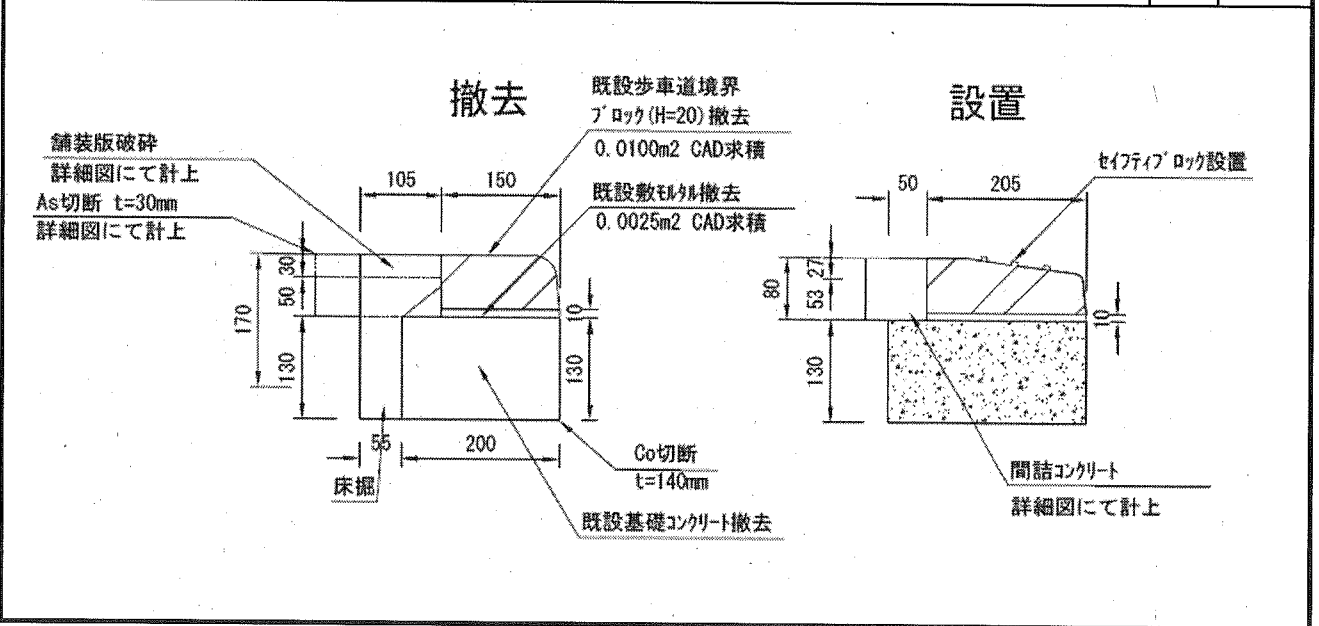 撤去
設置
既設歩車道境界
ブロック(H=20)撤去
0.0100m2 CAD求積
舗装版破砕
詳細図にて計上
As切断 t=30mm
詳細図にて計上
既設敷モルタル撤去
0.0025m2 CAD求積
セイフティブロック設置
105
150
50
205
30
50
170
130
10
130
27
80
53
10
130
55
200
床掘
Co切断
t=140mm
既設基礎コンクリート撤去
間詰コンクリート
詳細図にて計上